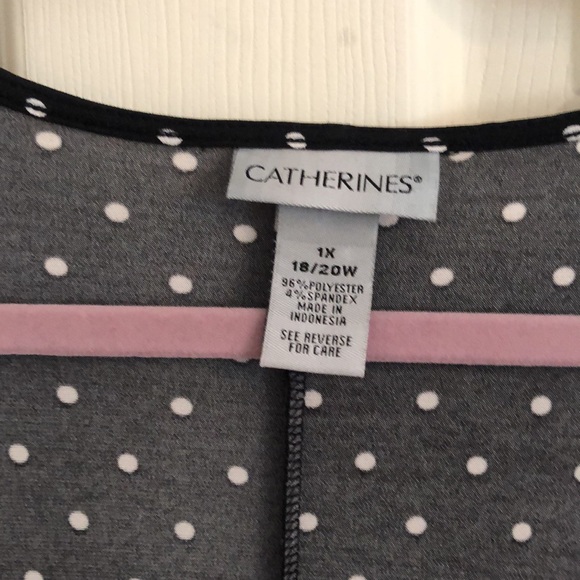 CATHERINES®
1X
18/20W
96%POLYESTER
4%SPANDEX
MADE IN
INDONESIA
SEE REVERSE
FOR CARE